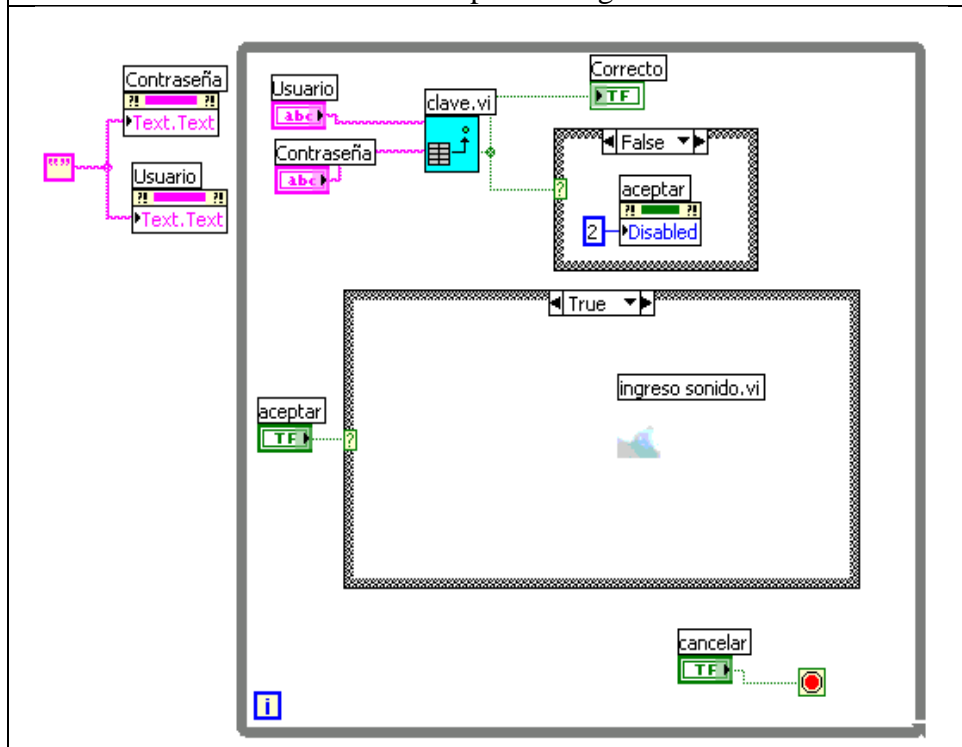 Contraseña
?! ?!
Text.Text
""
Usuario
?! ?!
Text.Text
Usuario
abc
Contraseña
abc
clave.vi
Correcto
TF
False
?
aceptar
?! ?!
2
Disabled
True
ingreso sonido.vi
aceptar
TF
?
cancelar
TF
i